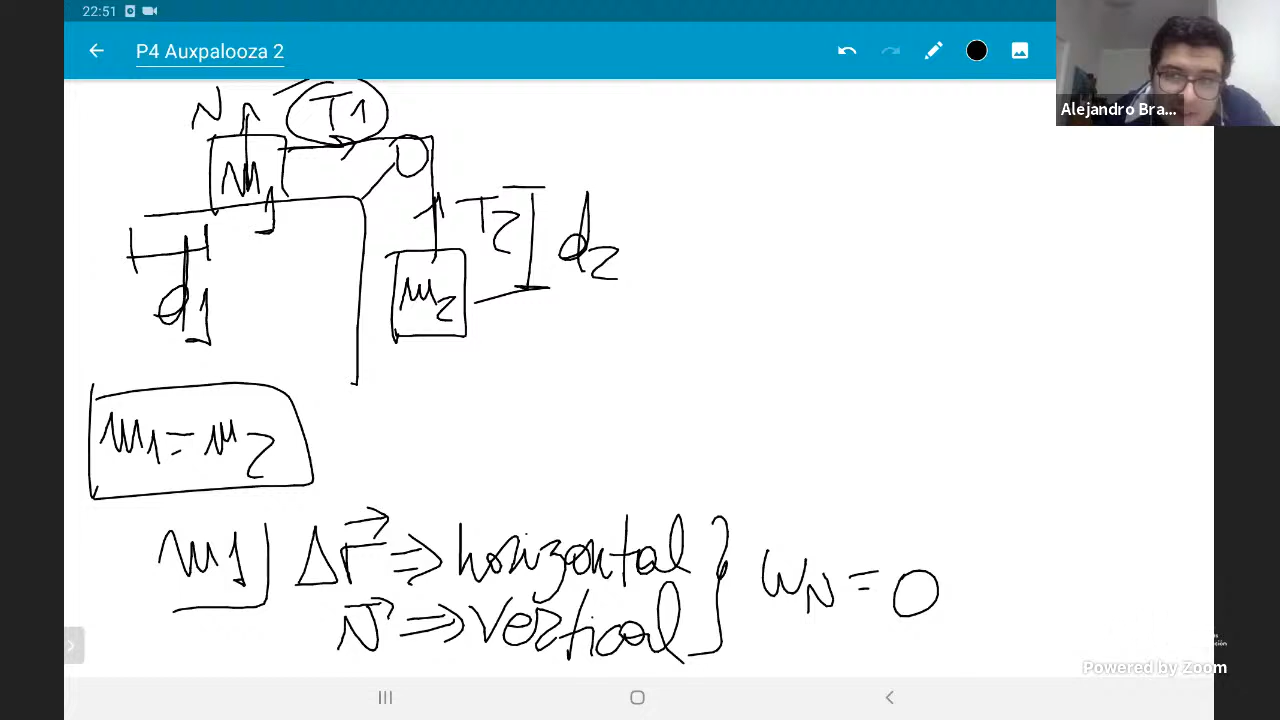 22:51
P4 Auxpalooza 2
Alejandro Bra...
N T1
M1
T2 d2
d1 m2
m1=m2
m1 Δr⃗ ⇒ horizontal
N⃗ ⇒ vertical } WN = 0
Powered by Zoom